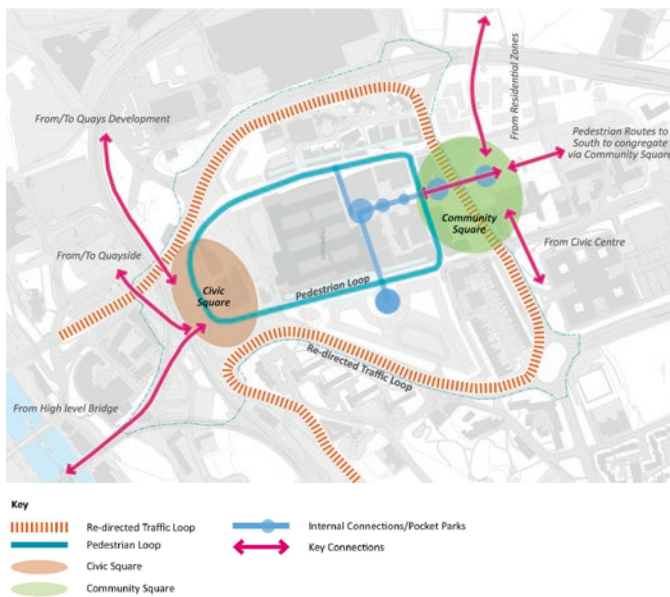 From/To Quays Development
From Residential Zones
Pedestrian Routes to
South to congregate
via Community Square
Community
Square
From Civic Centre
From/To Quayside
Civic
Square
Pedestrian Loop
Re-directed Traffic Loop
From High level Bridge
Key
Re-directed Traffic Loop
Pedestrian Loop
Civic Square
Community Square
Internal Connections/Pocket Parks
Key Connections